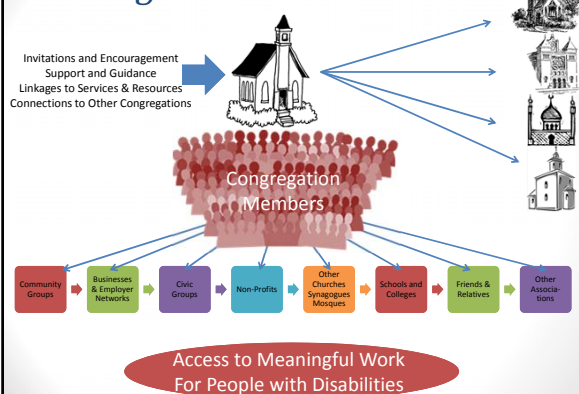 Invitations and Encouragement
Support and Guidance
Linkages to Services & Resources
Connections to Other Congregations
Congregation
Members
Community
Groups
Businesses
& Employer
Networks
Civic
Groups
Non-Profits
Other
Churches
Synagogues
Mosques
Schools and
Colleges
Friends &
Relatives
Other
Associa-
tions
Access to Meaningful Work
For People with Disabilities